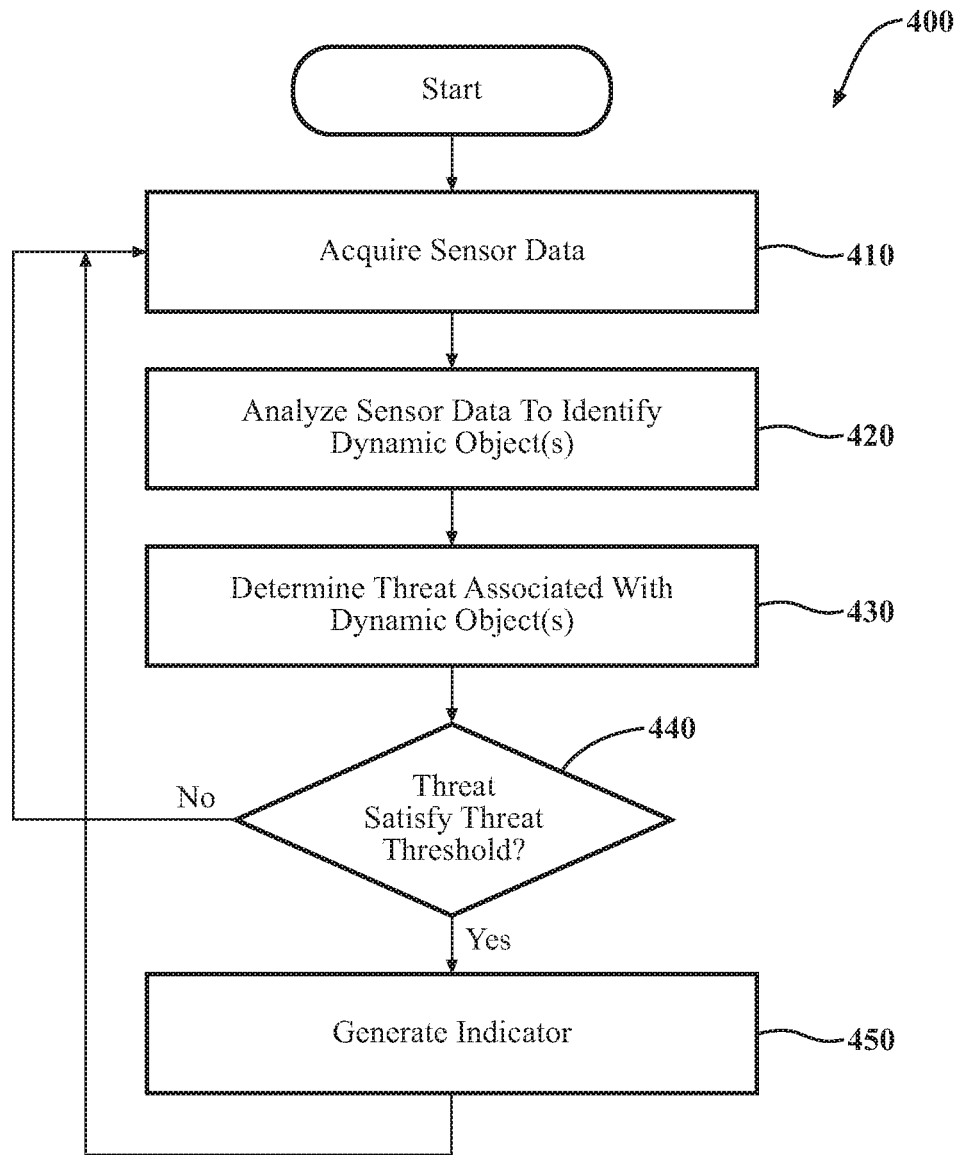 400
Start
Acquire Sensor Data
410
Analyze Sensor Data To Identify
Dynamic Object(s)
420
Determine Threat Associated With
Dynamic Object(s)
430
440
Threat
Satisfy Threat
Threshold?
No
Yes
Generate Indicator
450